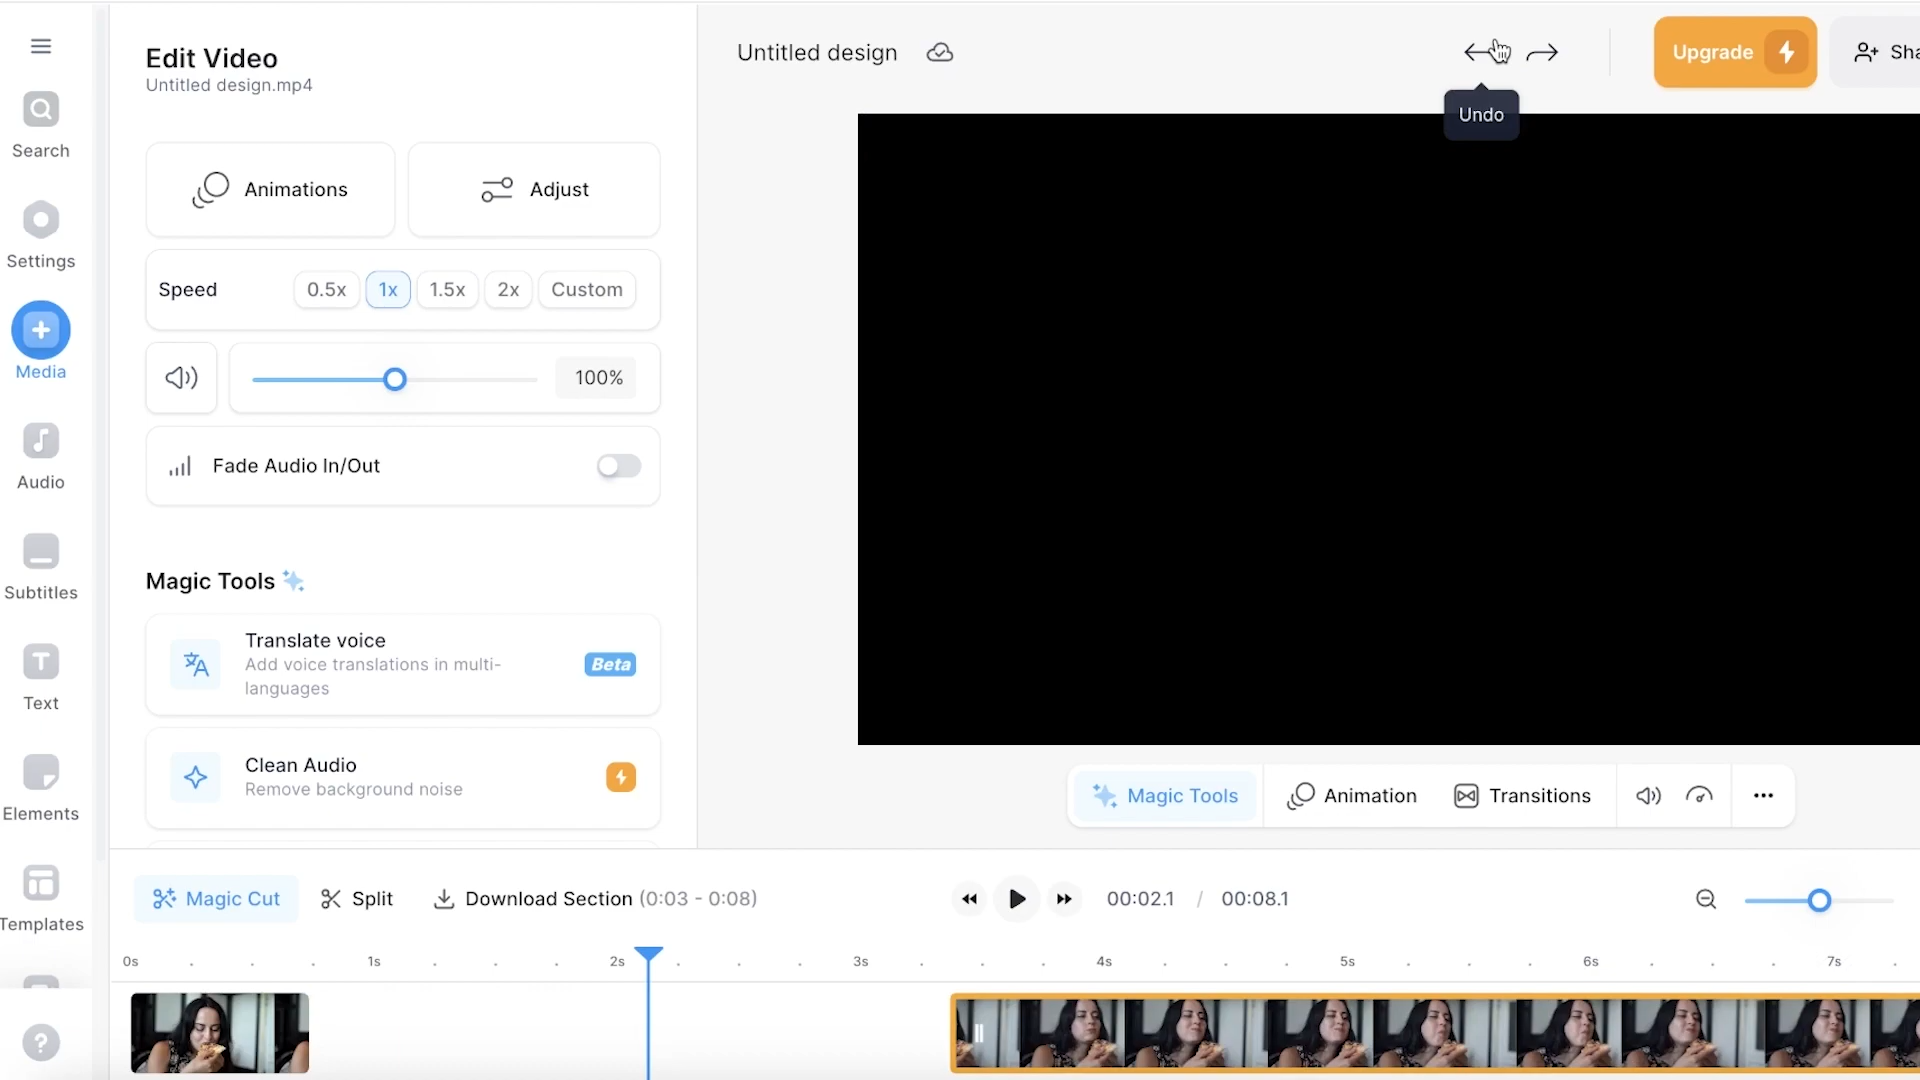 Edit Video
Untitled design.mp4
Untitled design
Upgrade
Sha
Undo
Search
Settings
Media
Audio
Subtitles
Text
Elements
Templates
Animations
Adjust
Speed
0.5x
1x
1.5x
2x
Custom
100%
Fade Audio In/Out
Magic Tools
Translate voice
Add voice translations in multi-
languages
Beta
Clean Audio
Remove background noise
Magic Tools
Animation
Transitions
Magic Cut
Split
Download Section (0:03 - 0:08)
00:02.1 / 00:08.1
0s 1s 2s 3s 4s 5s 6s 7s
?